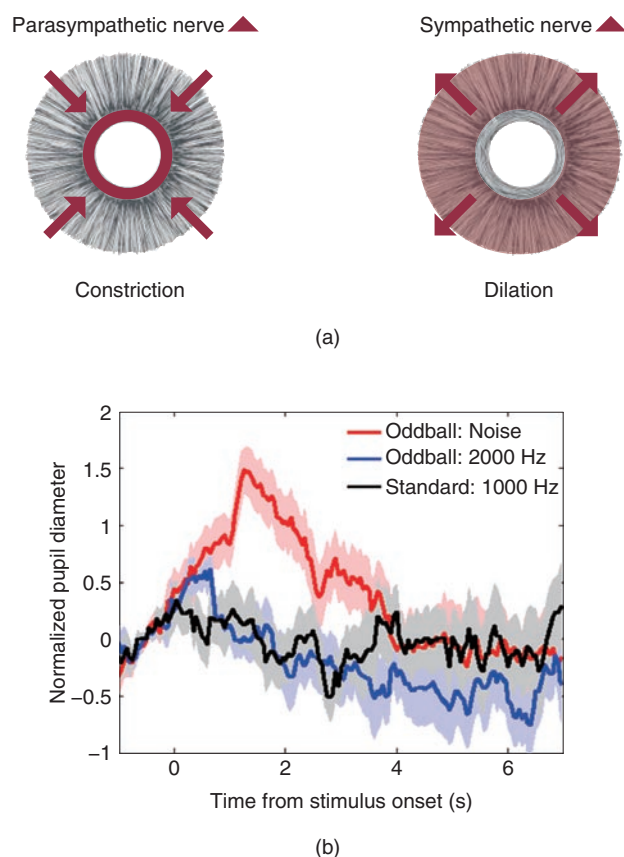 Parasympathetic nerve
Sympathetic nerve
Constriction
Dilation
(a)
2
1.5
1
0.5
0
−0.5
−1
Normalized pupil diameter
Oddball: Noise
Oddball: 2000 Hz
Standard: 1000 Hz
0
2
4
6
Time from stimulus onset (s)
(b)